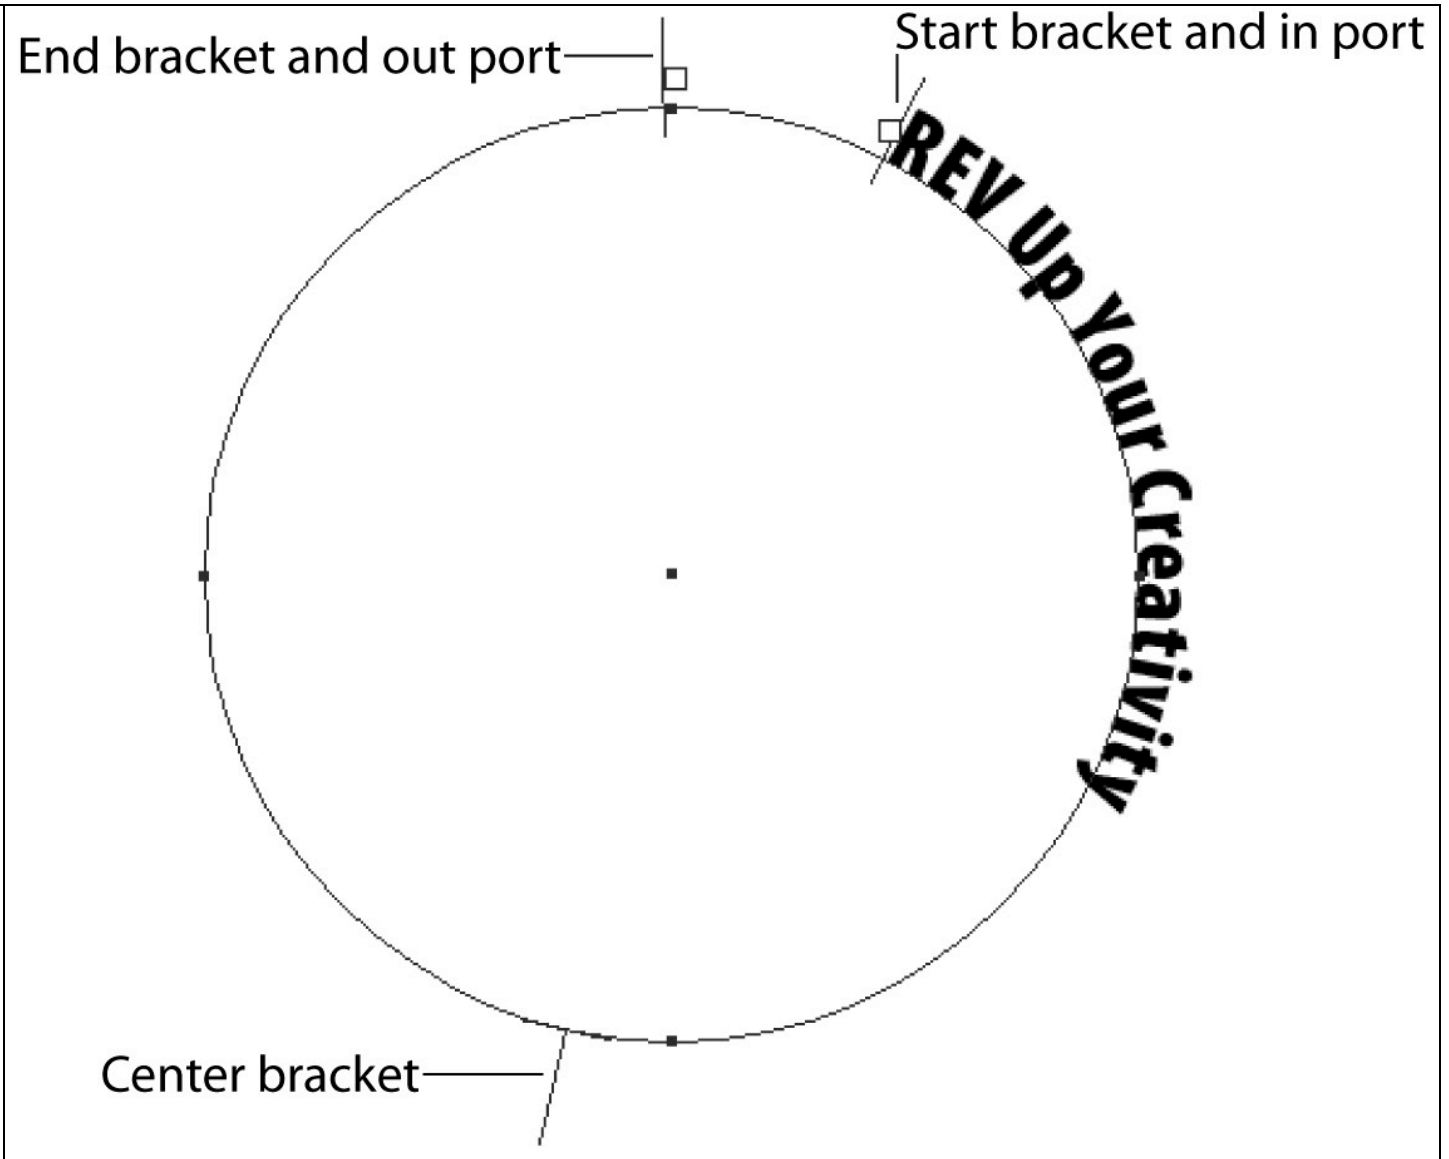 End bracket and out port
Start bracket and in port
REV Up Your Creativity
Center bracket